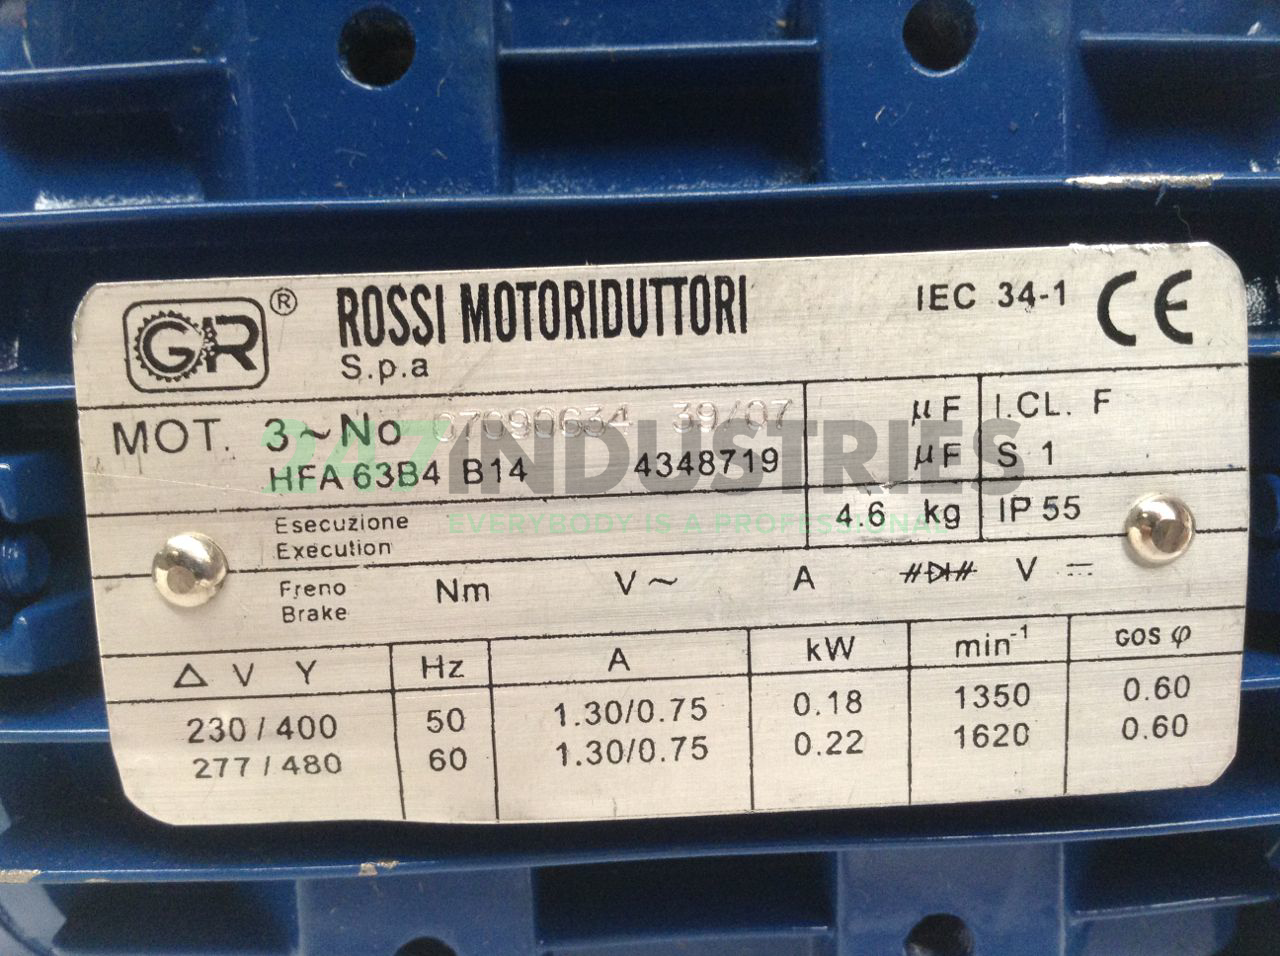 GR ® ROSSI MOTORIDUTTORI IEC 34-1 CE
S.p.a
MOT. 3~No 07090634 39/07 µF I.CL. F
HFA 63B4 B14 4348719 µF S 1
247INDUSTRIES
EVERYBODY IS A PROFESSIONAL
Esecuzione 4.6 kg IP 55
Execution
Freno Nm V~ A V ⎓
Brake
Δ V Y Hz A kW min⁻¹ cos φ
230 / 400 50 1.30/0.75 0.18 1350 0.60
277 / 480 60 1.30/0.75 0.22 1620 0.60